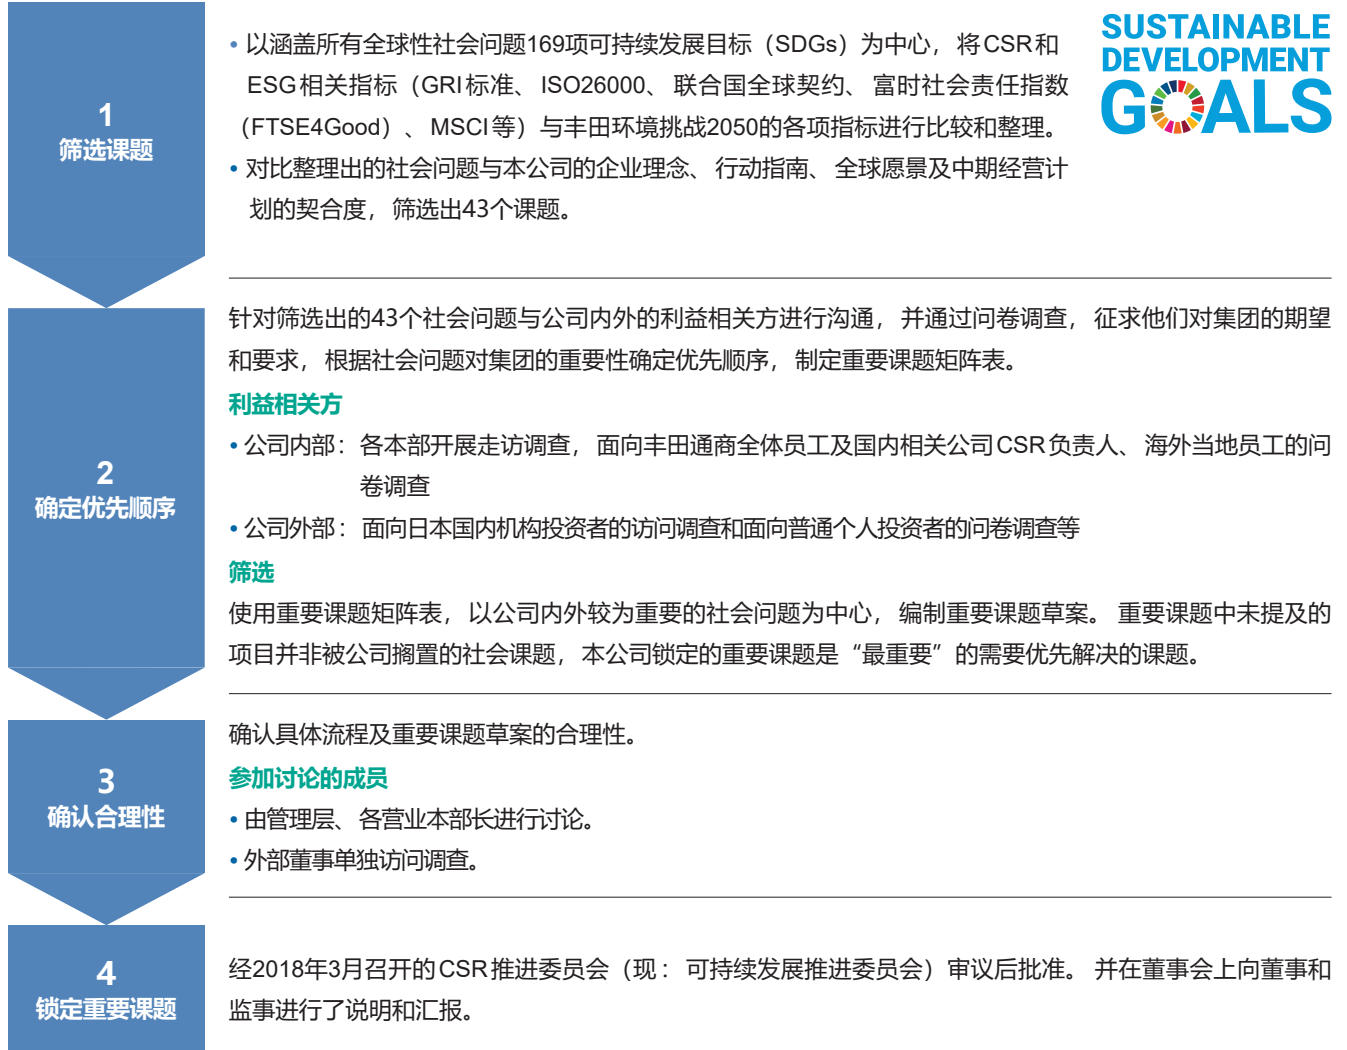 1
筛选课题
• 以涵盖所有全球性社会问题169项可持续发展目标（SDGs）为中心，将CSR和
ESG相关指标（GRI标准、ISO26000、联合国全球契约、富时社会责任指数
（FTSE4Good）、MSCI等）与丰田环境挑战2050的各项指标进行比较和整理。
• 对比整理出的社会问题与本公司的企业理念、行动指南、全球愿景及中期经营计
划的契合度，筛选出43个课题。
SUSTAINABLE
DEVELOPMENT
GOALS
2
确定优先顺序
针对筛选出的43个社会问题与公司内外的利益相关方进行沟通，并通过问卷调查，征求他们对集团的期望
和要求，根据社会问题对集团的重要性确定优先顺序，制定重要课题矩阵表。
利益相关方
• 公司内部：各本部开展走访调查，面向丰田通商全体员工及国内相关公司CSR负责人、海外当地员工的问
卷调查
• 公司外部：面向日本国内机构投资者的访问调查和面向普通个人投资者的问卷调查等
筛选
使用重要课题矩阵表，以公司内外较为重要的社会问题为中心，编制重要课题草案。重要课题中未提及的
项目并非被公司搁置的社会课题，本公司锁定的重要课题是“最重要”的需要优先解决的课题。
3
确认合理性
确认具体流程及重要课题草案的合理性。
参加讨论的成员
• 由管理层、各营业本部长进行讨论。
• 外部董事单独访问调查。
4
锁定重要课题
经2018年3月召开的CSR推进委员会（现：可持续发展推进委员会）审议后批准。并在董事会上向董事和
监事进行了说明和汇报。